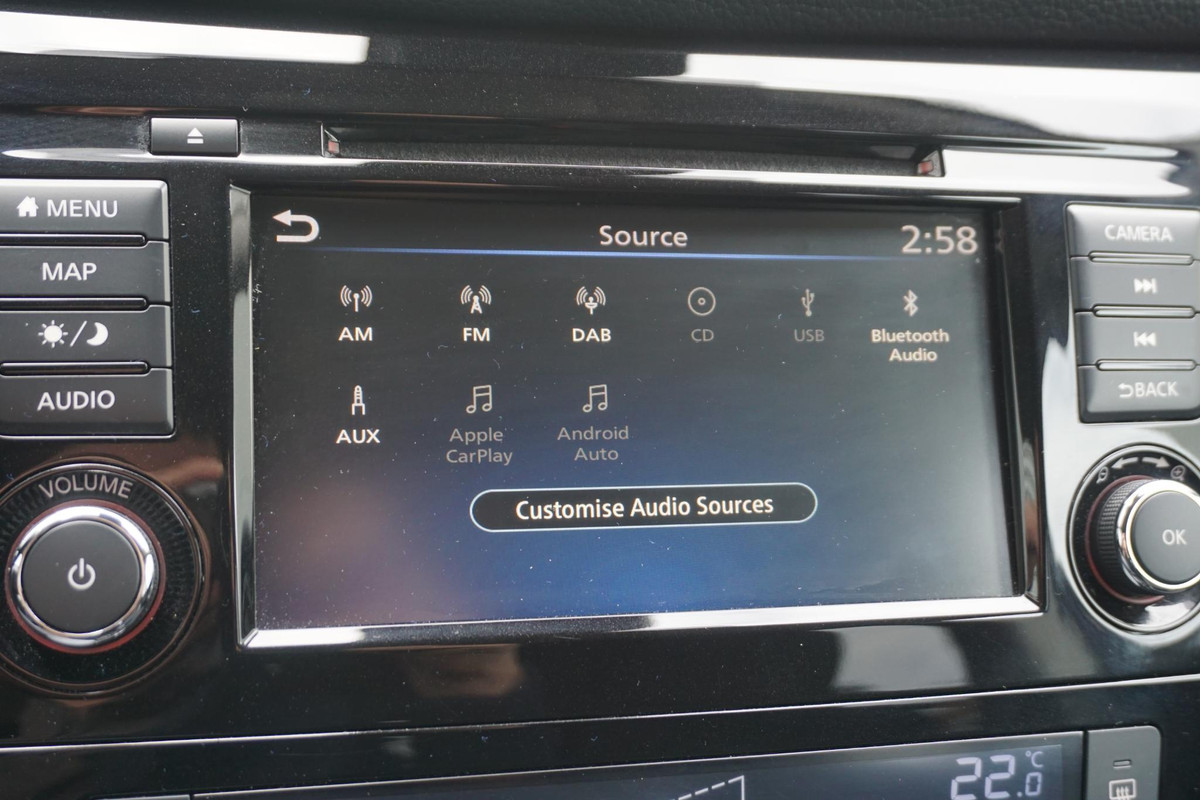 MENU
MAP
AUDIO
VOLUME
Source
2:58
AM
FM
DAB
CD
USB
Bluetooth
Audio
AUX
Apple
CarPlay
Android
Auto
Customise Audio Sources
CAMERA
BACK
OK
22.0
°C